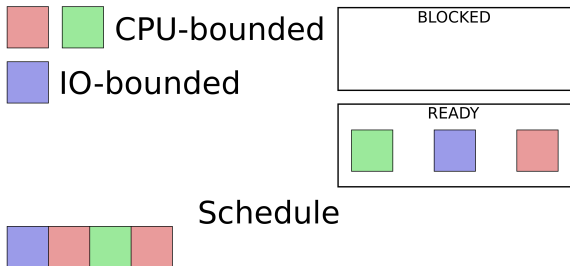 CPU-bounded
IO-bounded
BLOCKED
READY
Schedule